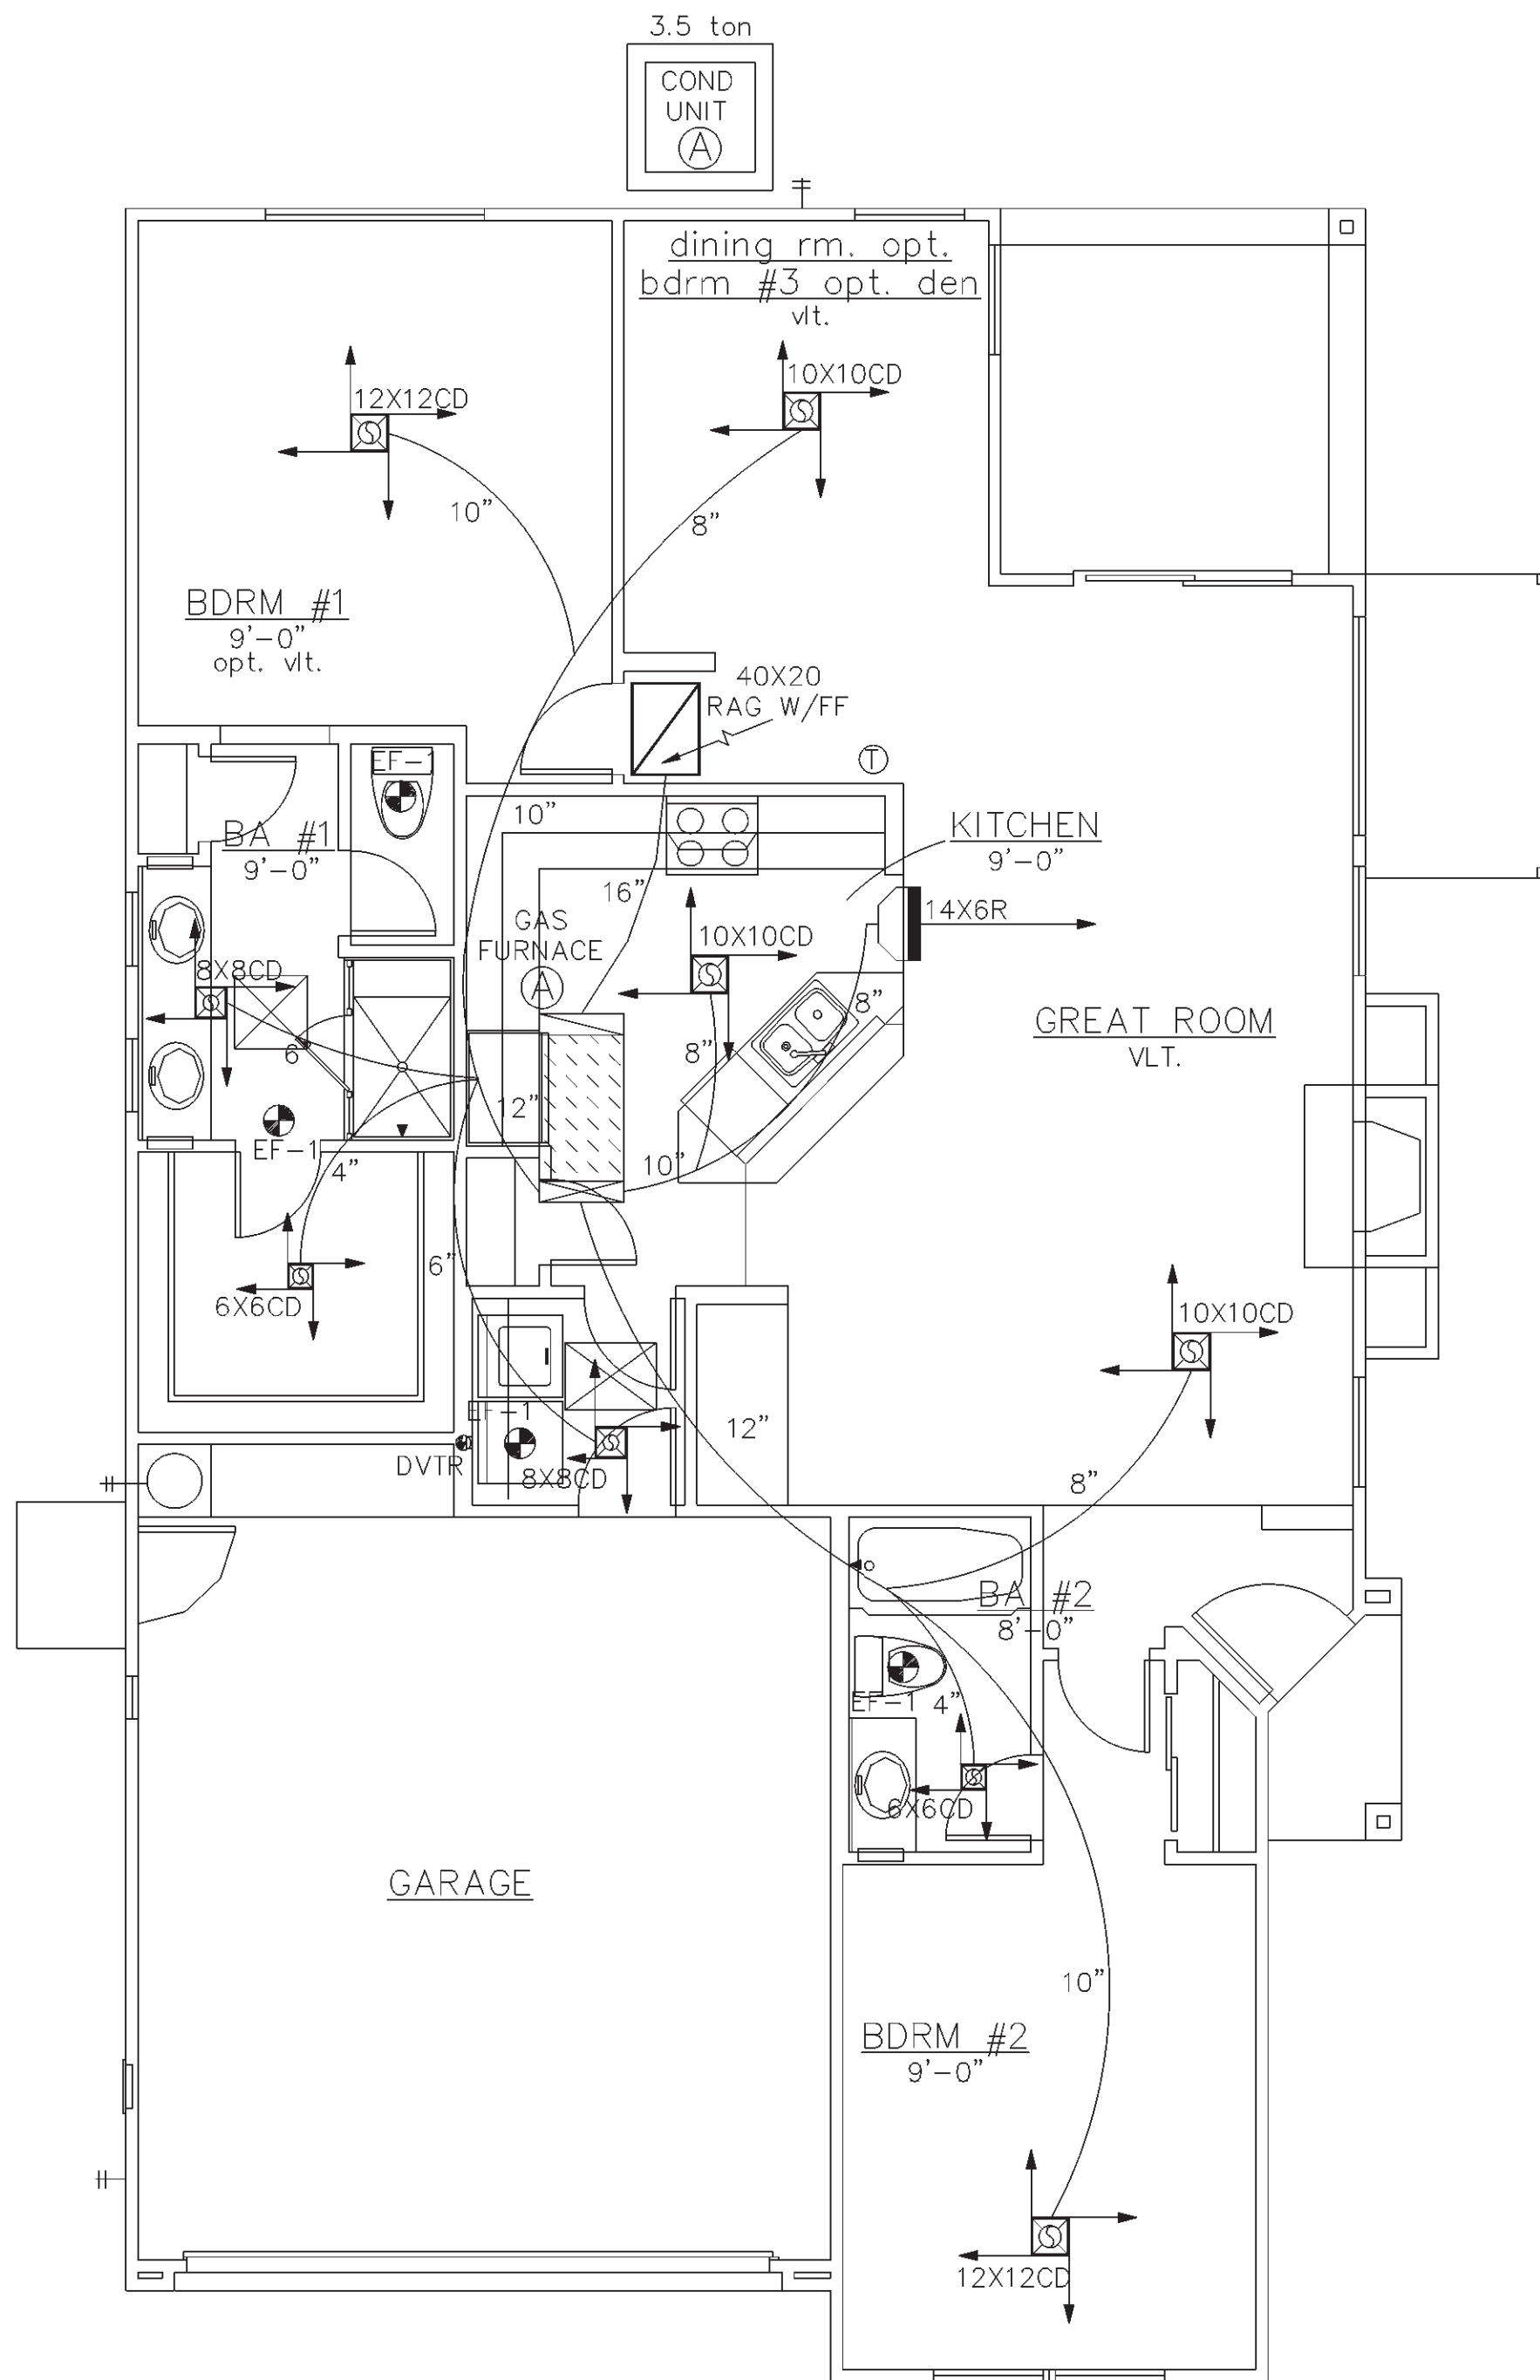 3.5 ton
COND
UNIT
A
dining rm. opt.
bdrm #3 opt. den
vlt.
10X10CD
12X12CD
10”
8”
BDRM #1
9’-0”
opt. vlt.
40X20
RAG W/FF
T
EF-1
10”
KITCHEN
9’-0”
BA #1
9’-0”
16”
14X6R
GAS
FURNACE
A
10X10CD
8X8CD
8”
GREAT ROOM
VLT.
6
8”
12”
EF-1
4”
10”
6”
6X6CD
10X10CD
EF-1
12”
DVTR
8X8CD
8”
BA #2
8’-0”
EF-1 4”
6X6CD
GARAGE
10”
BDRM #2
9’-0”
12X12CD